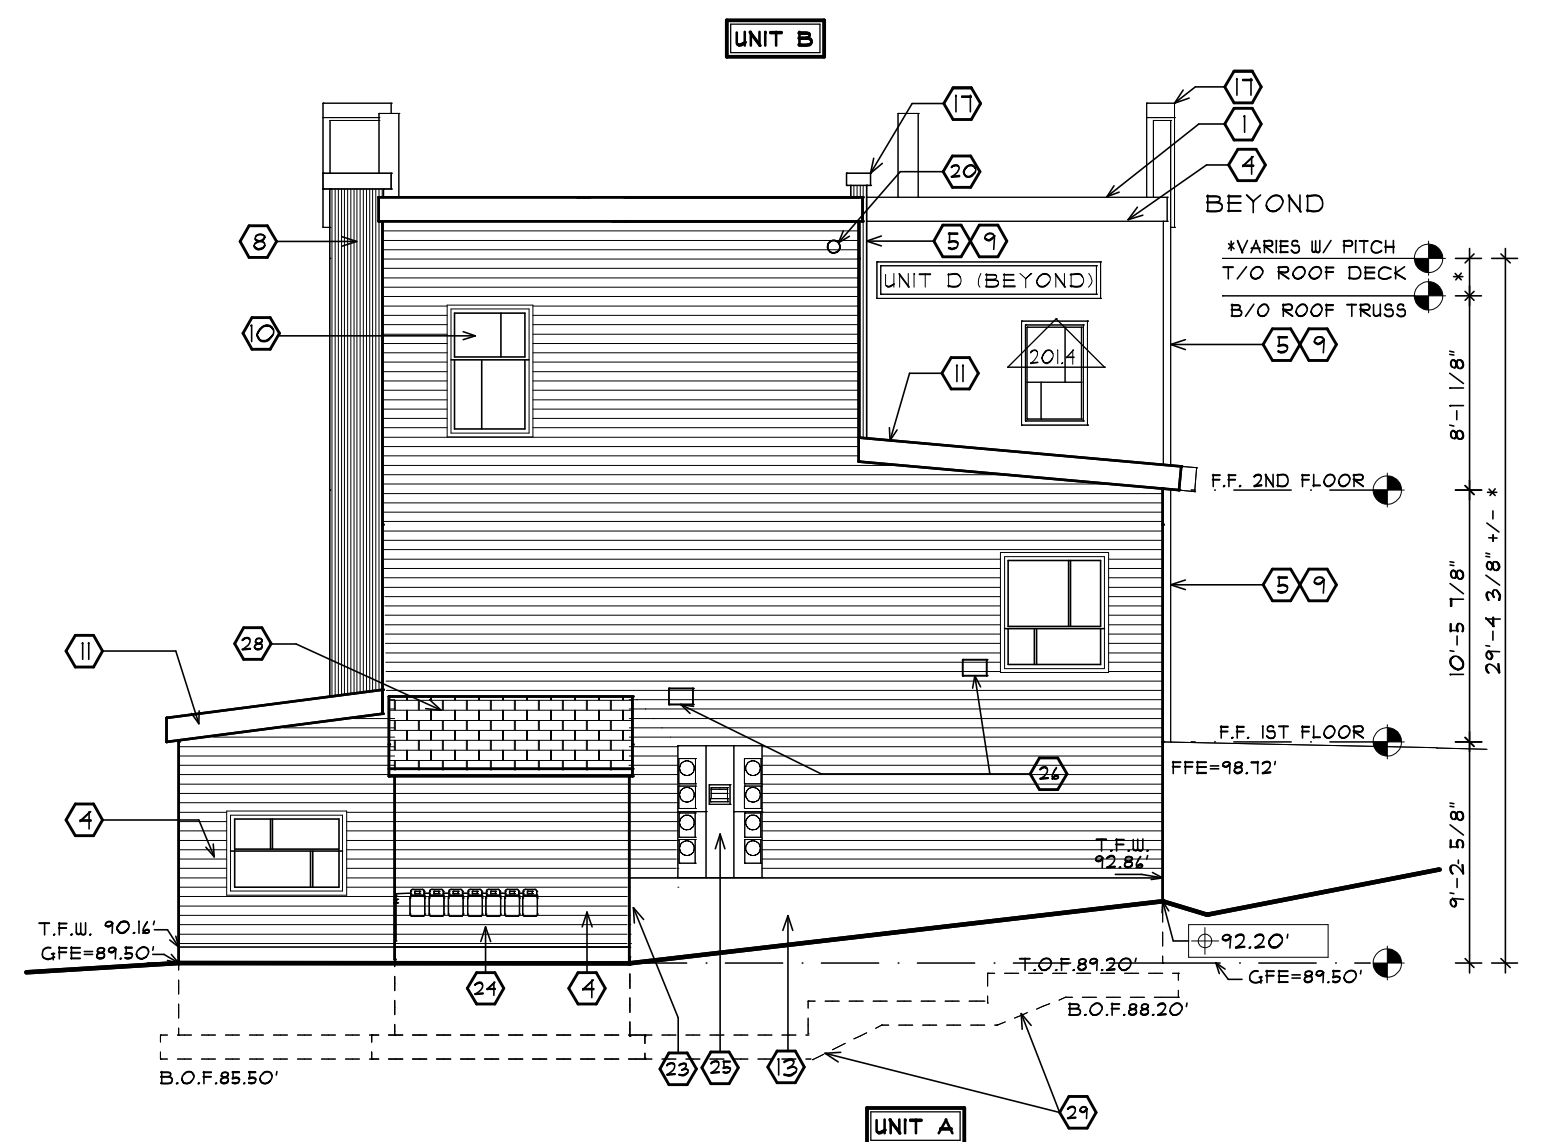 UNIT B
17
17
1
20
4
BEYOND
8
5 9
*VARIES W/ PITCH
UNIT D (BEYOND)
T/O ROOF DECK
*
B/O ROOF TRUSS
10
5 9
201.4
11
8'-1 1/8"
F.F. 2ND FLOOR
29'-4 3/8" +/- *
5 9
10'-5 7/8"
11
28
F.F. 1ST FLOOR
26
FFE=98.72'
4
T.F.W.
92.86'
9'-2 5/8"
T.F.W. 90.16'
92.20'
GFE=89.50'
T.O.F.89.20'
GFE=89.50'
24
4
B.O.F.88.20'
23
25
13
B.O.F.85.50'
29
UNIT A